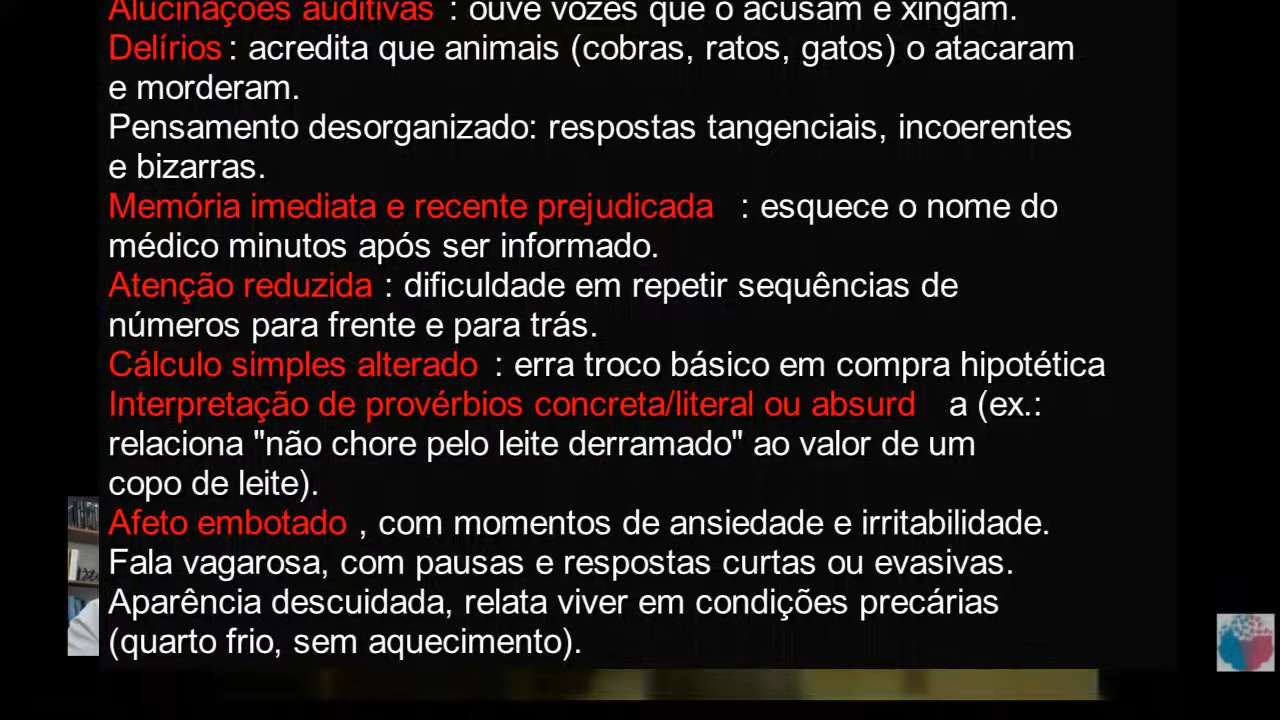 Alucinações auditivas : ouve vozes que o acusam e xingam.
Delírios : acredita que animais (cobras, ratos, gatos) o atacaram
e morderam.
Pensamento desorganizado: respostas tangenciais, incoerentes
e bizarras.
Memória imediata e recente prejudicada : esquece o nome do
médico minutos após ser informado.
Atenção reduzida : dificuldade em repetir sequências de
números para frente e para trás.
Cálculo simples alterado : erra troco básico em compra hipotética
Interpretação de provérbios concreta/literal ou absurd a (ex.:
relaciona "não chore pelo leite derramado" ao valor de um
copo de leite).
Afeto embotado , com momentos de ansiedade e irritabilidade.
Fala vagarosa, com pausas e respostas curtas ou evasivas.
Aparência descuidada, relata viver em condições precárias
(quarto frio, sem aquecimento).